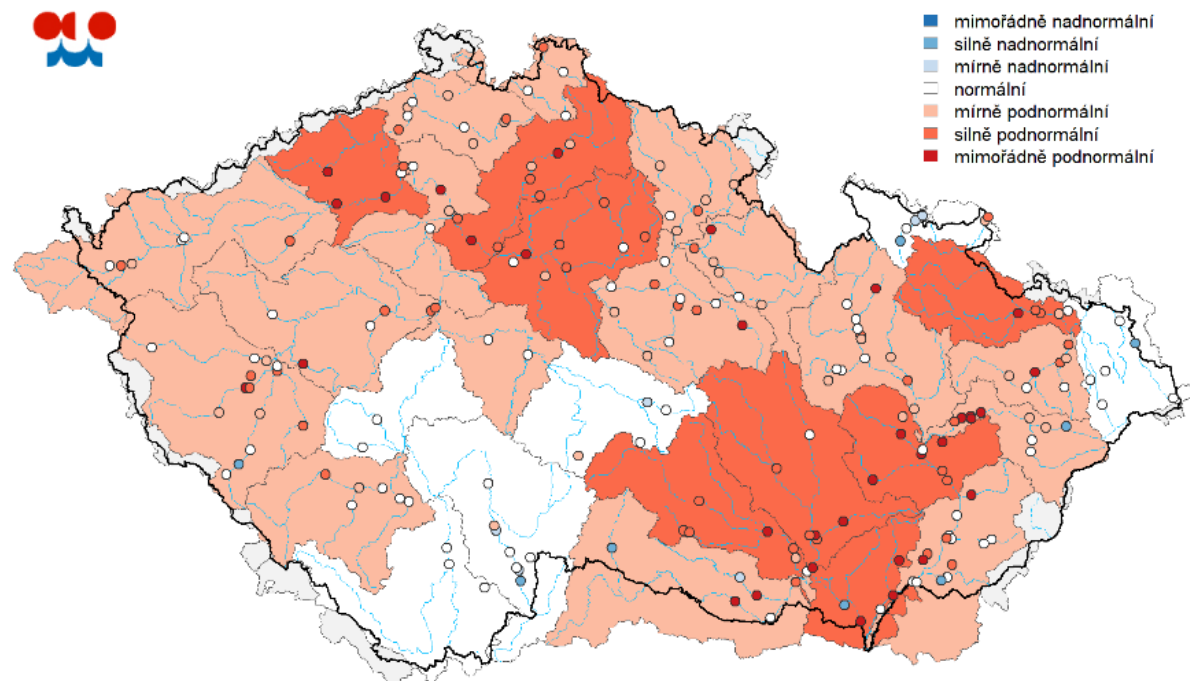 mimořádně nadnormální
silně nadnormální
mírně nadnormální
normální
mírně podnormální
silně podnormální
mimořádně podnormální